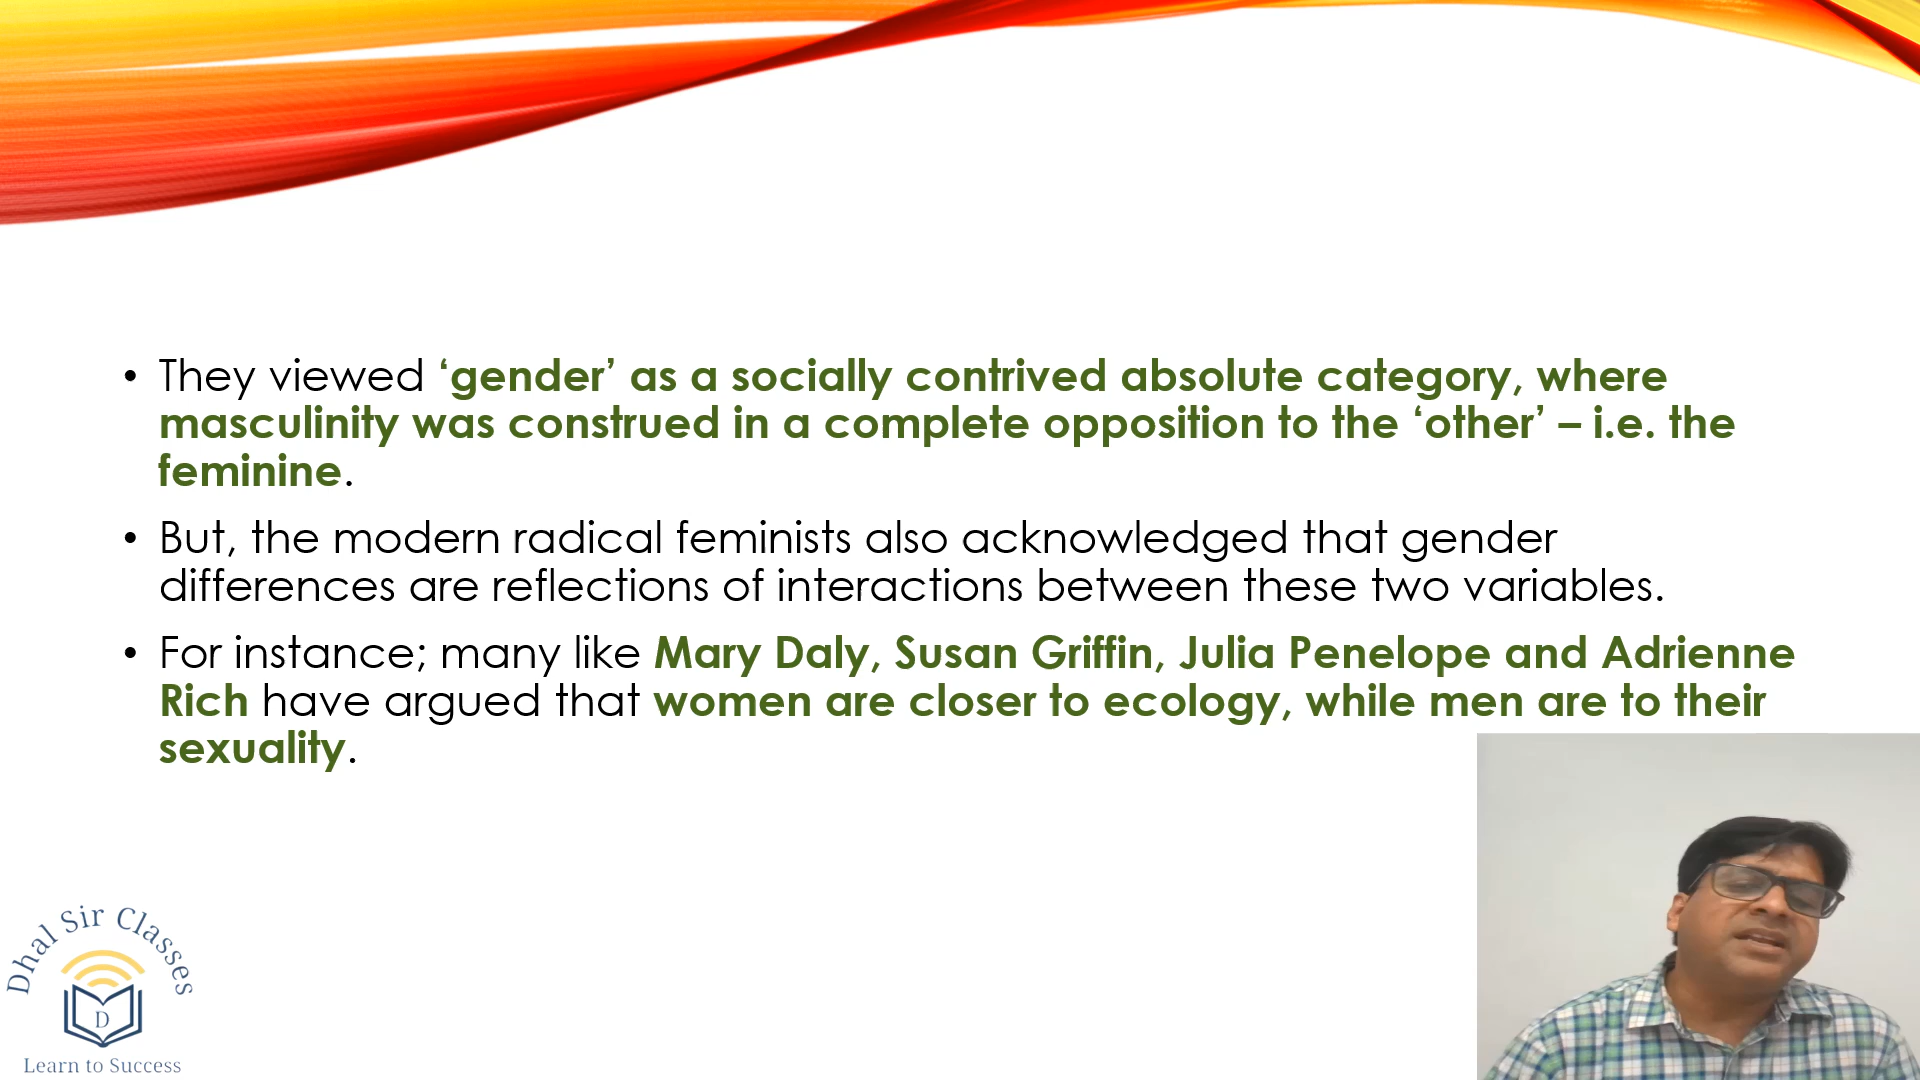 • They viewed ‘gender’ as a socially contrived absolute category, where
masculinity was construed in a complete opposition to the ‘other’ – i.e. the
feminine.
• But, the modern radical feminists also acknowledged that gender
differences are reflections of interactions between these two variables.
• For instance; many like Mary Daly, Susan Griffin, Julia Penelope and Adrienne
Rich have argued that women are closer to ecology, while men are to their
sexuality.
Dhal Sir Classes
D
Learn to Success